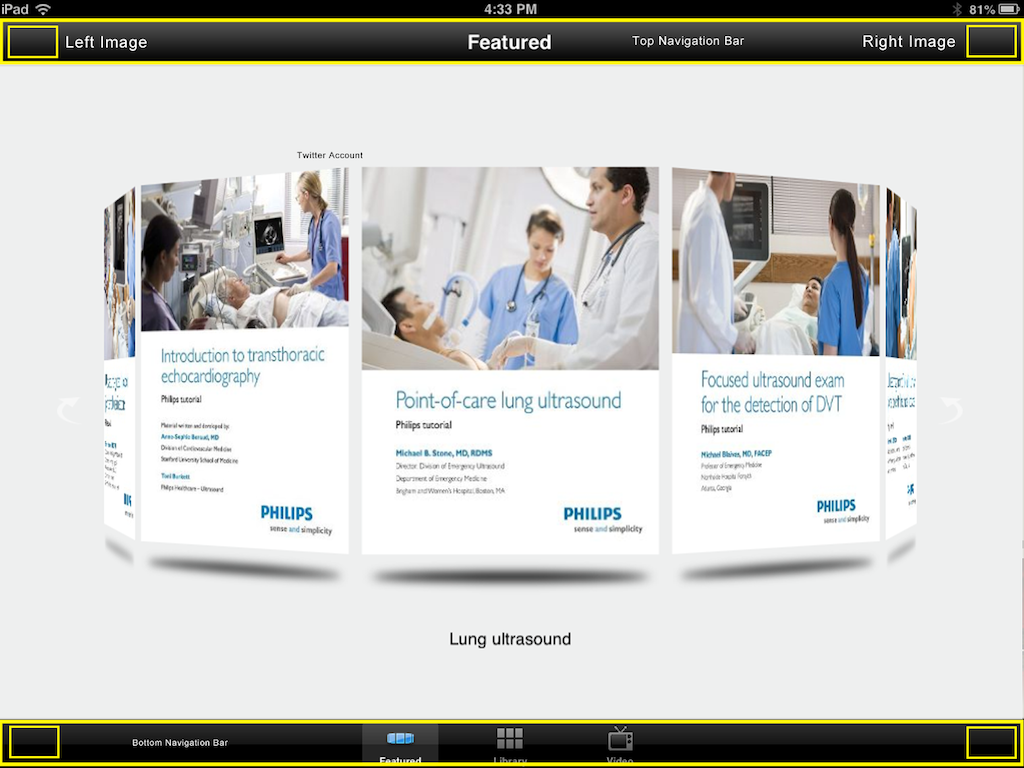 iPad 4:33 PM 81%
Left Image Featured Top Navigation Bar Right Image
Twitter Account
Introduction to transthoracic
echocardiography
Philips tutorial
Material written and developed by:
Anne-Sophie Beraud, MD
Division of Cardiovascular Medicine
Stanford University School of Medicine
Toni Burkett
Philips Healthcare – Ultrasound
PHILIPS
sense and simplicity
Point-of-care lung ultrasound
Philips tutorial
Michael B. Stone, MD, RDMS
Director, Division of Emergency Ultrasound
Department of Emergency Medicine
Brigham and Women's Hospital, Boston, MA
PHILIPS
sense and simplicity
Focused ultrasound exam
for the detection of DVT
Philips tutorial
Michael Blaivas, MD, FACEP
Professor of Emergency Medicine
Northside Hospital Forsyth
Atlanta, Georgia
PHILIPS
sense and simplicity
Lung ultrasound
Bottom Navigation Bar
Featured Library Video